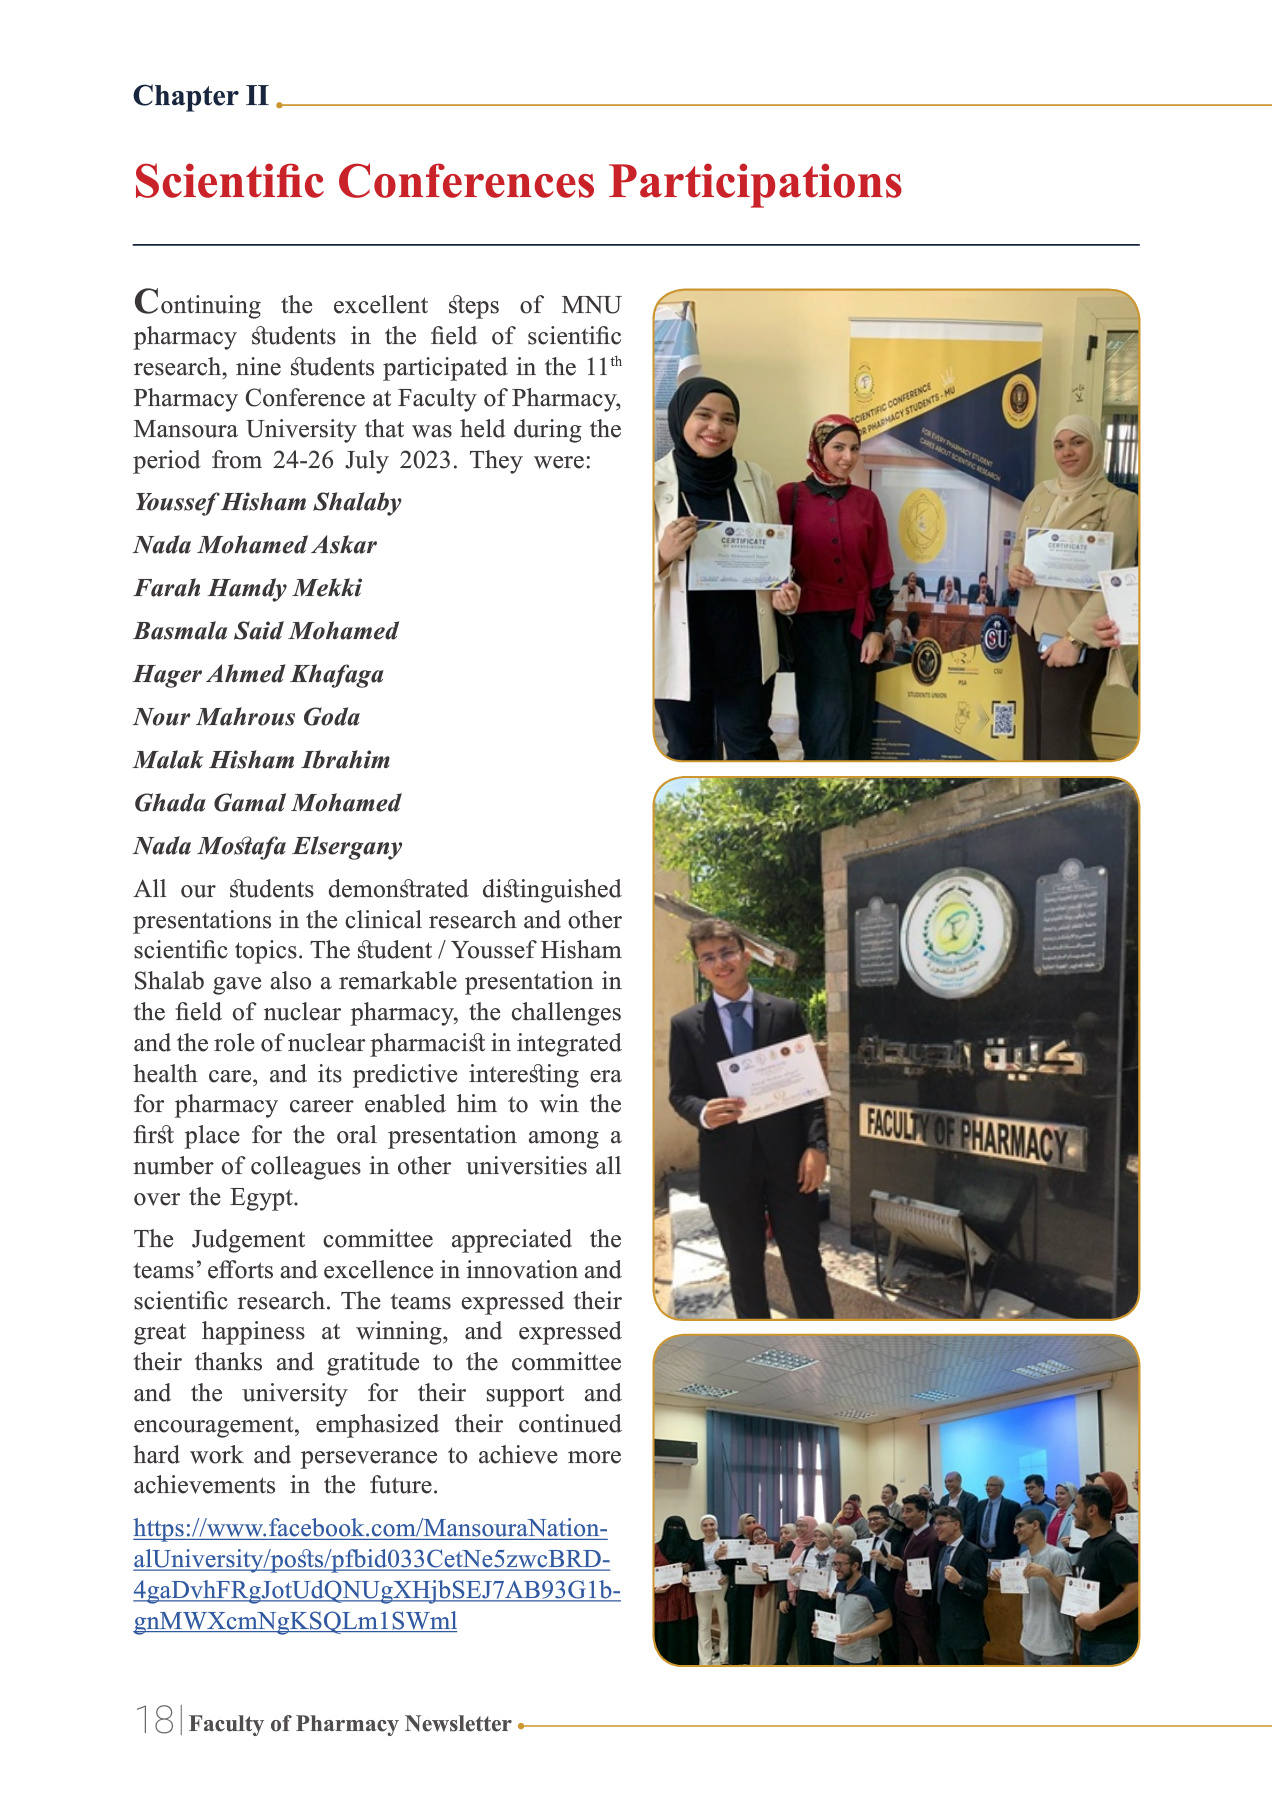 Chapter II
Scientific Conferences Participations
Continuing the excellent steps of MNU
pharmacy students in the field of scientific
research, nine students participated in the 11th
Pharmacy Conference at Faculty of Pharmacy,
Mansoura University that was held during the
period from 24-26 July 2023. They were:
Youssef Hisham Shalaby
Nada Mohamed Askar
Farah Hamdy Mekki
Basmala Said Mohamed
Hager Ahmed Khafaga
Nour Mahrous Goda
Malak Hisham Ibrahim
Ghada Gamal Mohamed
Nada Mostafa Elsergany
All our students demonstrated distinguished
presentations in the clinical research and other
scientific topics. The student / Youssef Hisham
Shalab gave also a remarkable presentation in
the field of nuclear pharmacy, the challenges
and the role of nuclear pharmacist in integrated
health care, and its predictive interesting era
for pharmacy career enabled him to win the
first place for the oral presentation among a
number of colleagues in other universities all
over the Egypt.
The Judgement committee appreciated the
teams’ efforts and excellence in innovation and
scientific research. The teams expressed their
great happiness at winning, and expressed
their thanks and gratitude to the committee
and the university for their support and
encouragement, emphasized their continued
hard work and perseverance to achieve more
achievements in the future.
https://www.facebook.com/MansouraNation-
alUniversity/posts/pfbid033CetNe5zwcBRD-
4gaDvhFRgJotUdQNUgXHjbSEJ7AB93G1b-
gnMWXcmNgKSQLm1SWml
SCIENTIFIC CONFERENCE
FOR PHARMACY STUDENTS - MU
FOR EVERY PHARMACY STUDENT
CARES ABOUT SCIENTIFIC RESEARCH
CERTIFICATE
OF APPRECIATION
CERTIFICATE
OF APPRECIATION
CSU
STUDENTS UNION
PSA
CSU
كلية الصيدلة
FACULTY OF PHARMACY
18 Faculty of Pharmacy Newsletter